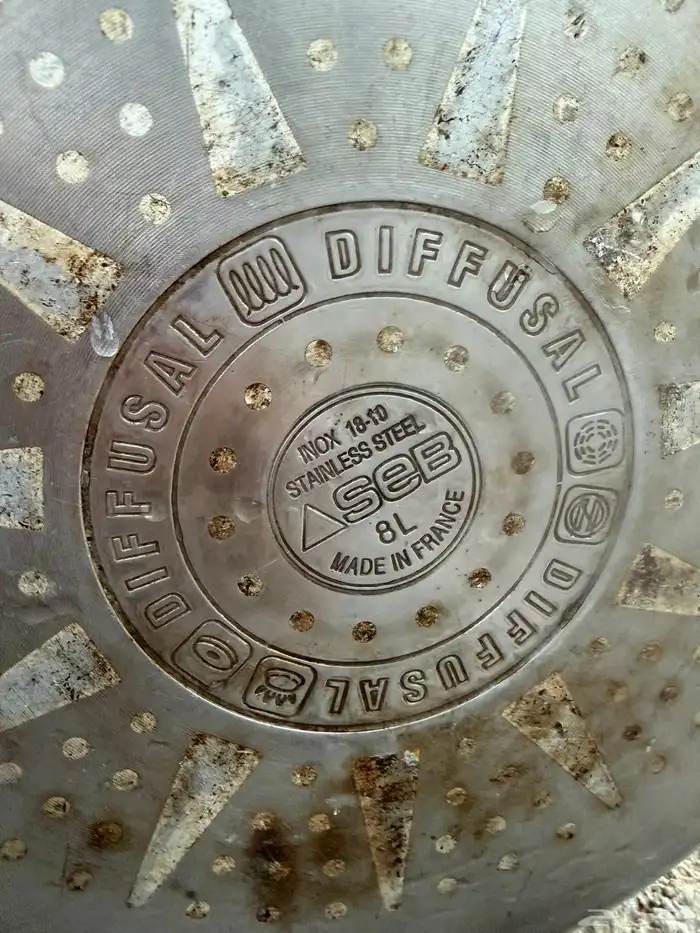 DIFFUSAL
DIFFUSAL
DIFFUSAL
INOX 18-10
STAINLESS STEEL
SEB
8L
MADE IN FRANCE